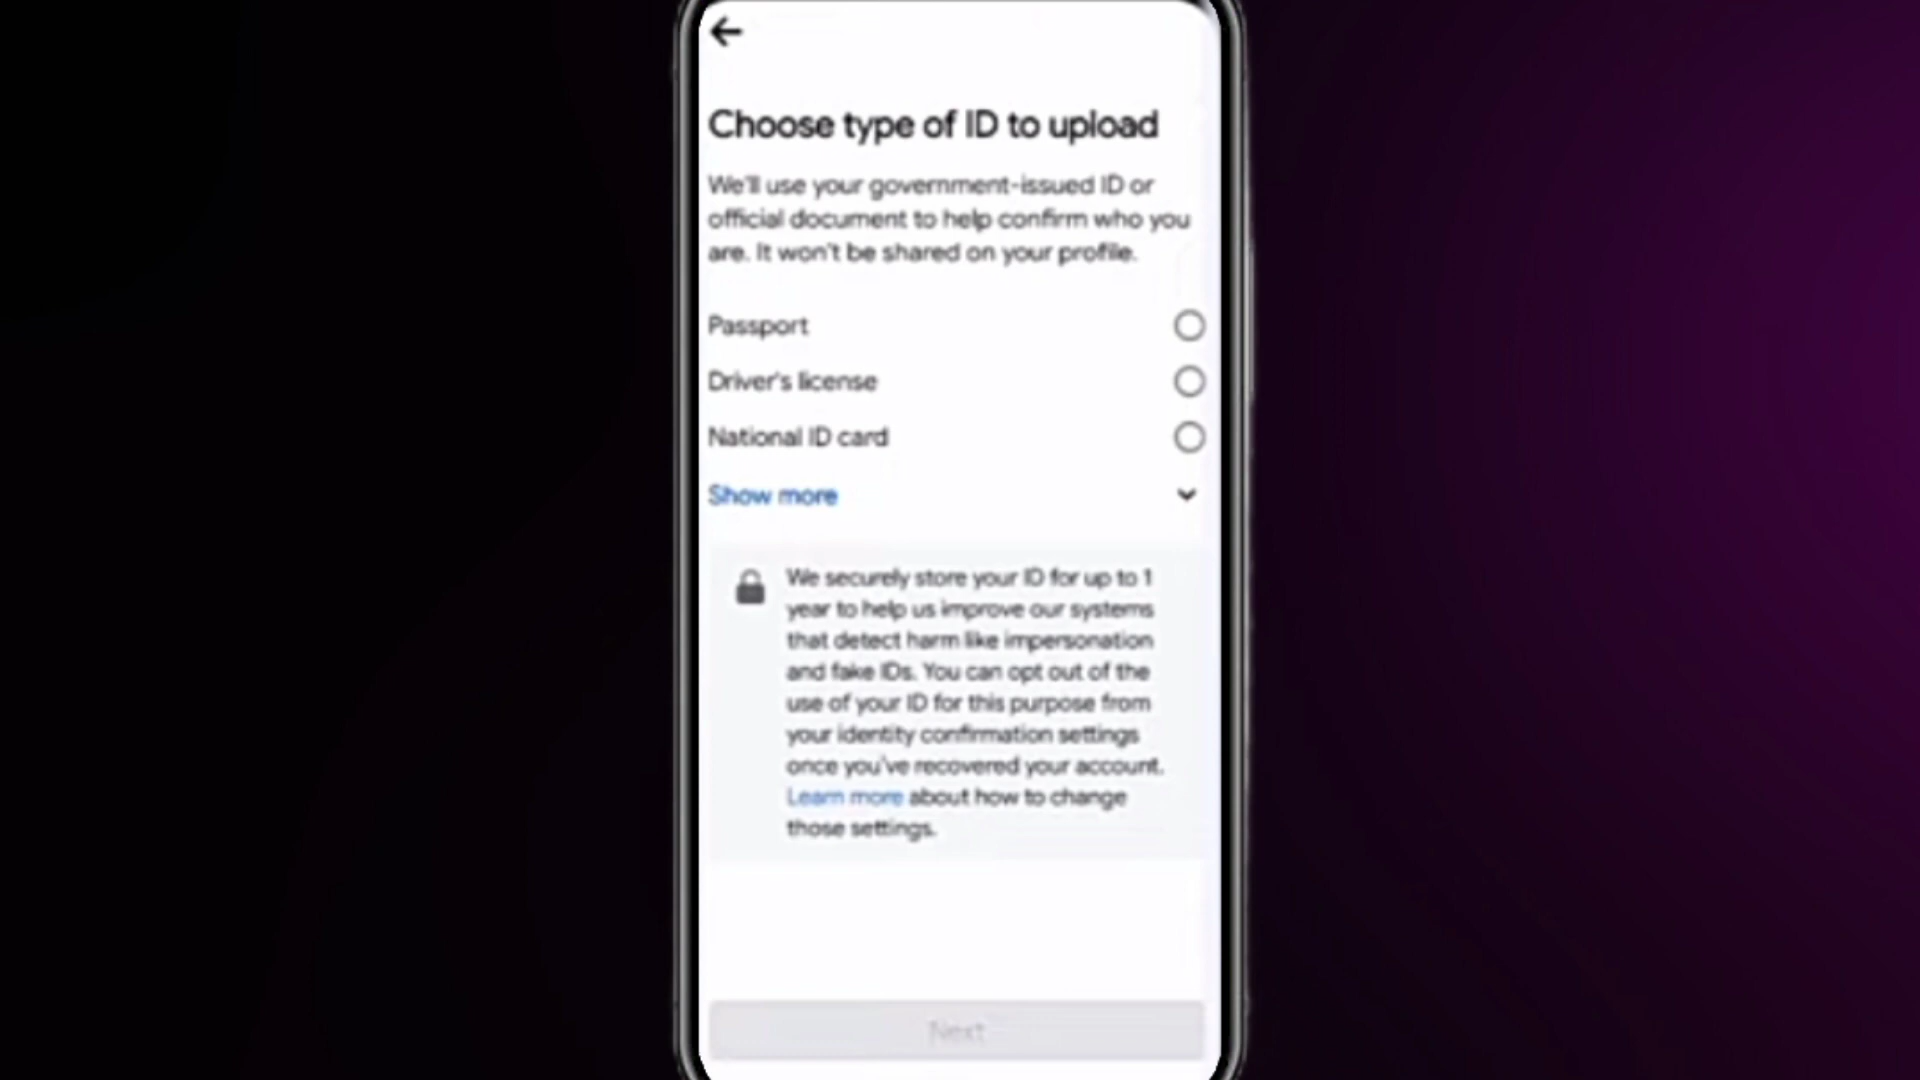 Choose type of ID to upload
We'll use your government-issued ID or
official document to help confirm who you
are. It won't be shared on your profile.
Passport
Driver's license
National ID card
Show more
We securely store your ID for up to 1
year to help us improve our systems
that detect harm like impersonation
and fake IDs. You can opt out of the
use of your ID for this purpose from
your identity confirmation settings
once you've recovered your account.
Learn more about how to change
those settings.
Next